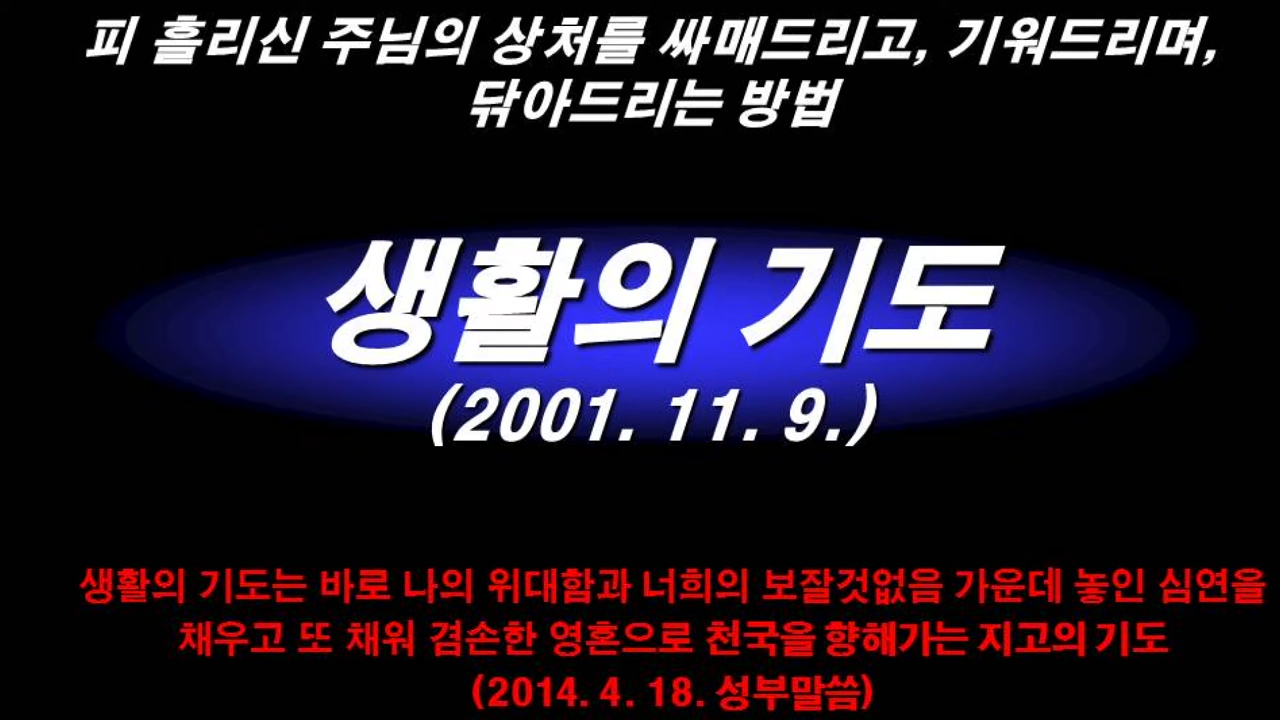 피 흘리신 주님의 상처를 싸매드리고, 기워드리며,
닦아드리는 방법
생활의 기도
(2001. 11. 9.)
생활의 기도는 바로 나의 위대함과 너희의 보잘것없음 가운데 놓인 심연을
채우고 또 채워 겸손한 영혼으로 천국을 향해가는 지고의 기도
(2014. 4. 18. 성부말씀)